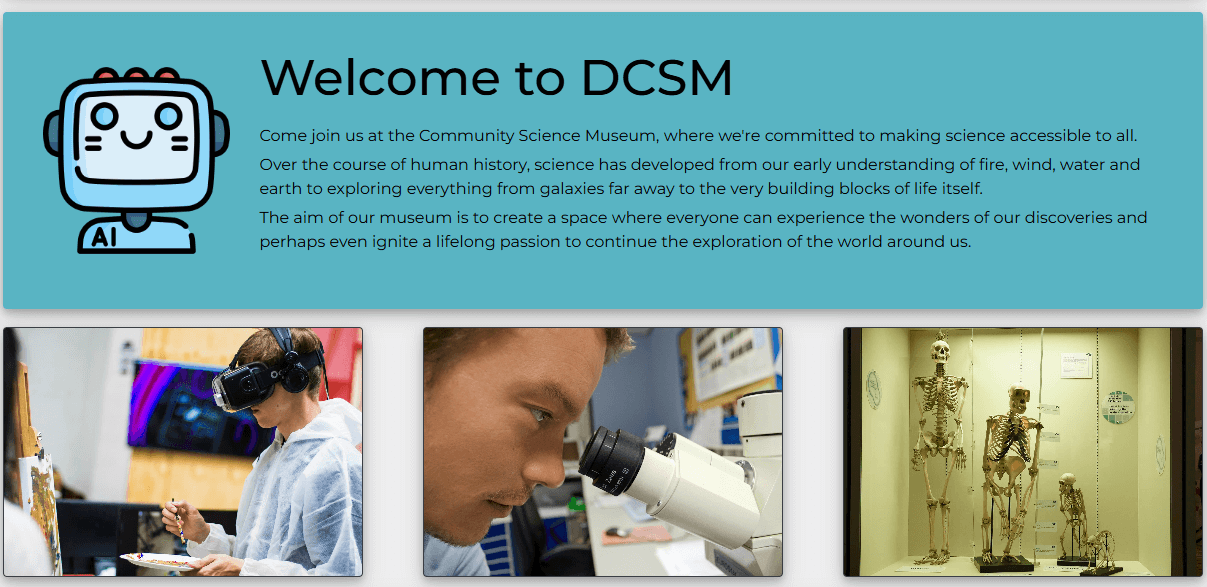 Welcome to DCSM
Come join us at the Community Science Museum, where we're committed to making science accessible to all.
Over the course of human history, science has developed from our early understanding of fire, wind, water and
earth to exploring everything from galaxies far away to the very building blocks of life itself.
The aim of our museum is to create a space where everyone can experience the wonders of our discoveries and
perhaps even ignite a lifelong passion to continue the exploration of the world around us.
AI